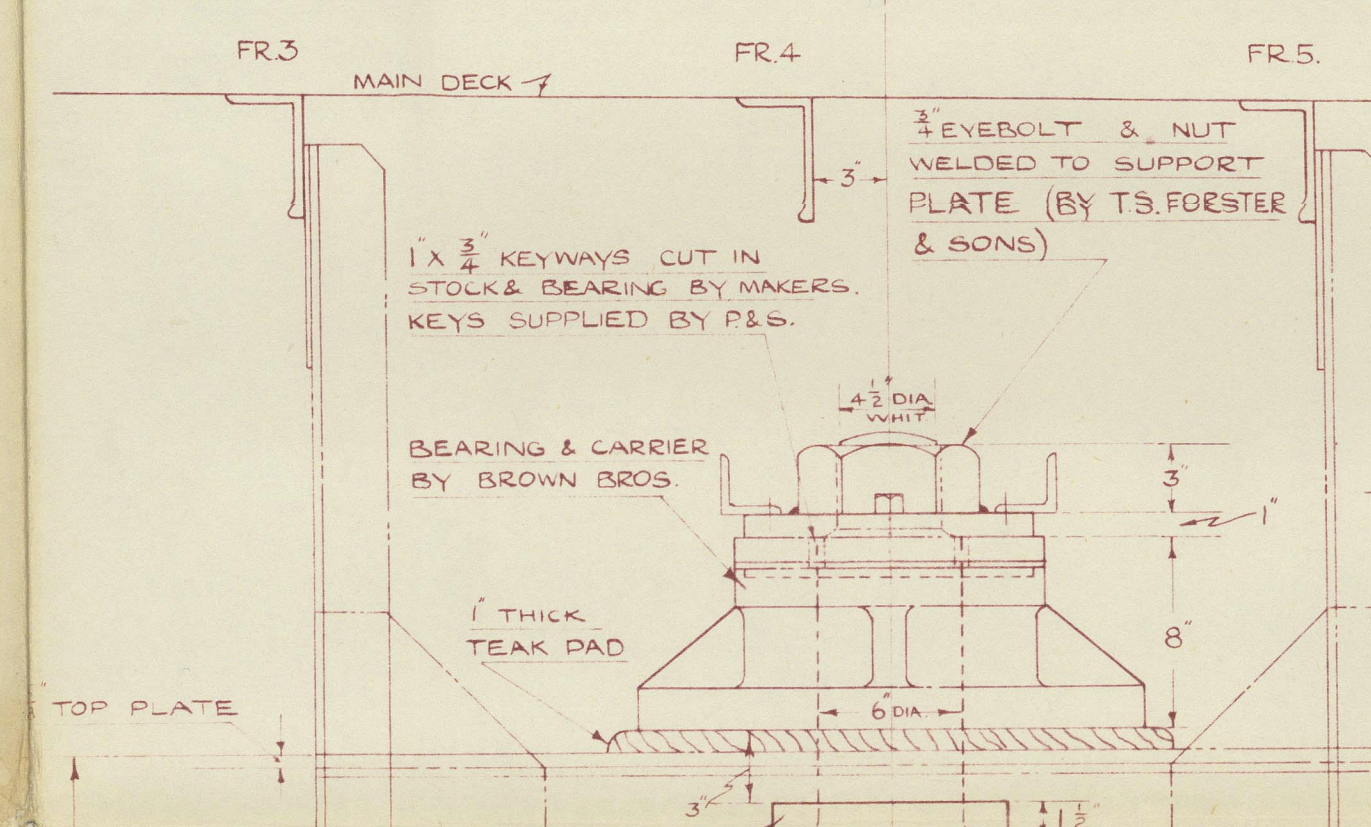 FR.3
FR.4
FR.5.
MAIN DECK
3/4" EYEBOLT & NUT
WELDED TO SUPPORT
PLATE (BY T.S. FORSTER
& SONS)
3"
1" X 3/4" KEYWAYS CUT IN
STOCK & BEARING BY MAKERS.
KEYS SUPPLIED BY P.&S.
4 1/2" DIA
WHIT
BEARING & CARRIER
BY BROWN BROS.
3"
1"
1" THICK
TEAK PAD
8"
TOP PLATE
6" DIA.
3"
1 1/2"